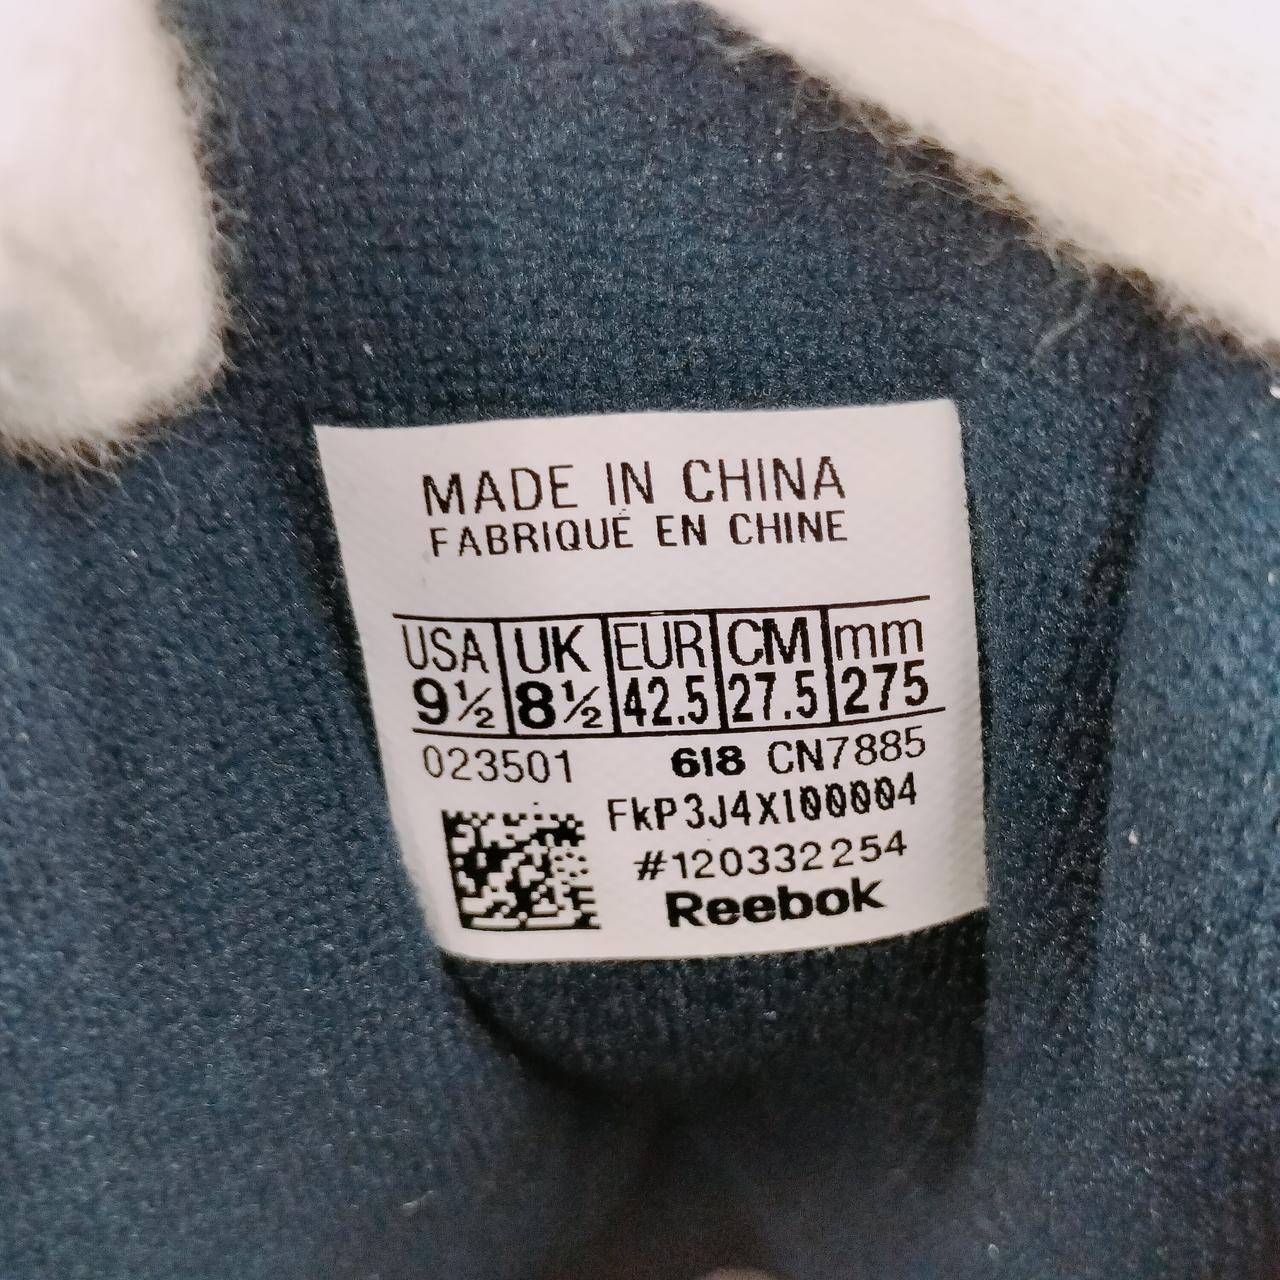 MADE IN CHINA
FABRIQUÉ EN CHINE
USA UK EUR CM mm
9½ 8½ 42.5 27.5 275
023501 618 CN7885
FkP3J4X100004
#120332254
Reebok